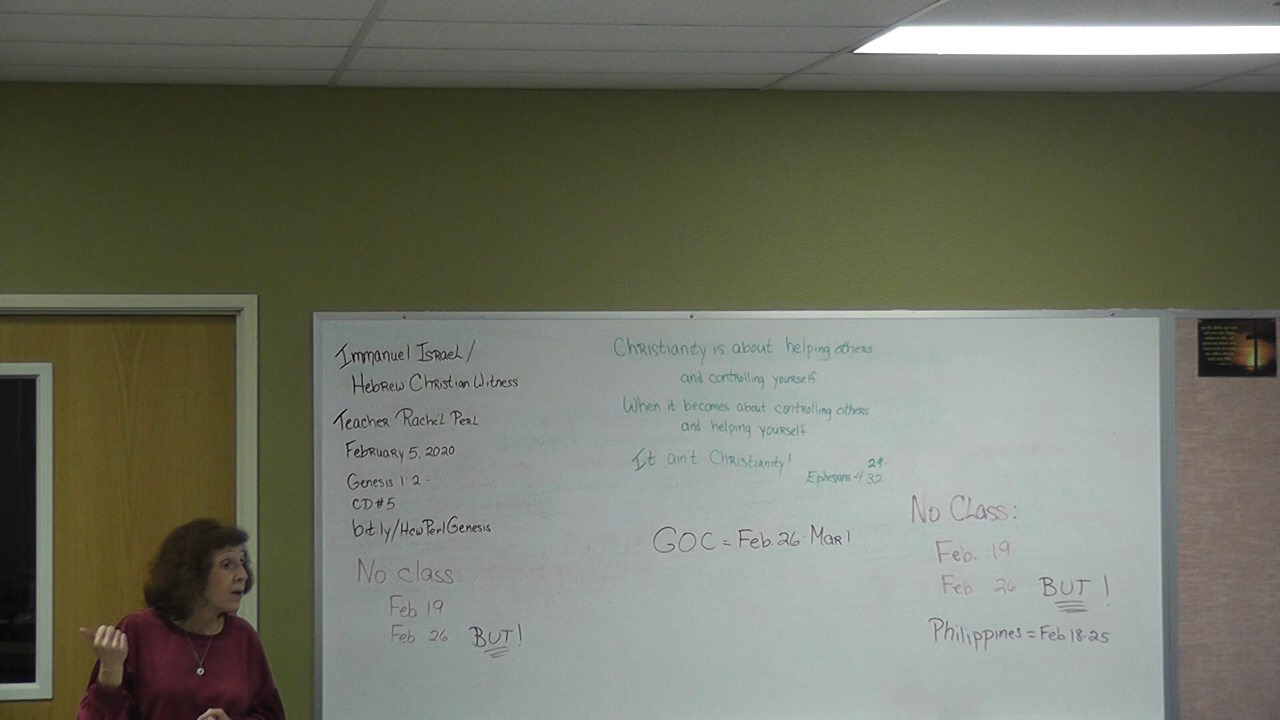 Immanuel Israel/
Hebrew Christian Witness
Teacher: Rachel Perl
February 5, 2020
Genesis 1:2-
CD#5
bit.ly/HcwPerlGenesis
No class:
Feb 19
Feb 26 BUT!
Christianity is about helping others
and controlling yourself
When it becomes about controlling others
and helping yourself
It ain't Christianity!
29-
Ephesians 4:32
GOC = Feb. 26-Mar 1
No Class:
Feb. 19
Feb 26 BUT!
Philippines = Feb 18-25